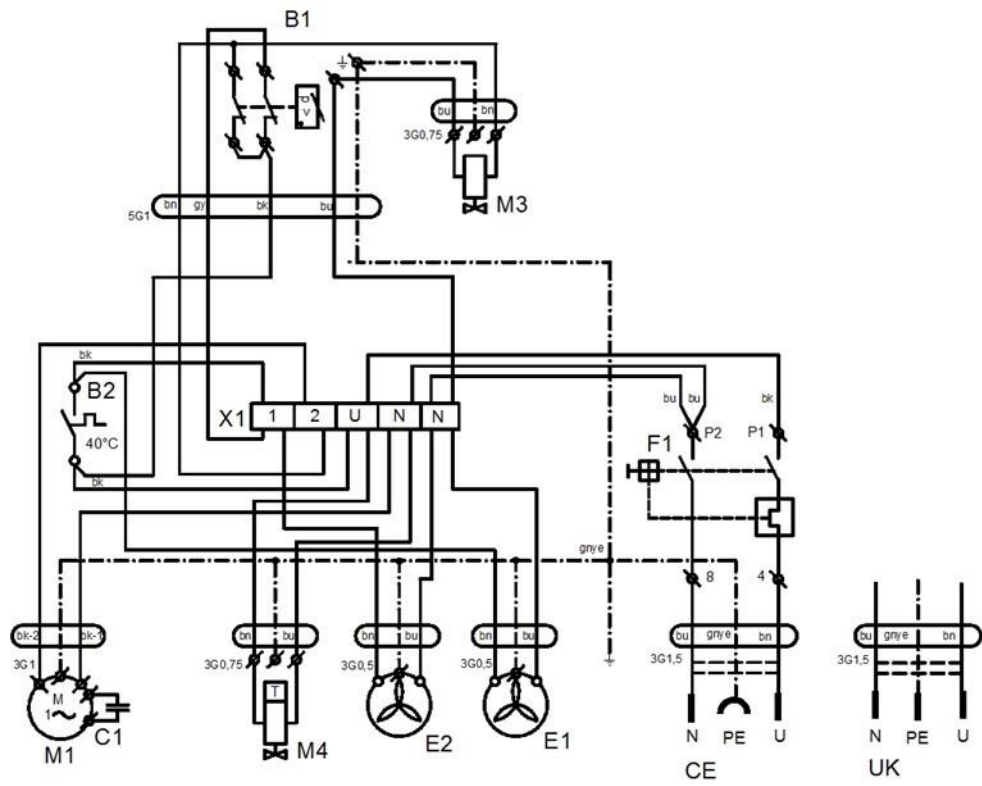 B1
p
>
bu bn
3G0,75
M3
bn gy bk bu
5G1
bk
B2
40°C
X1 1 2 U N N
bu bu bk
P2 P1
F1
bk
gnye
8 4
bk-2 bk-1
3G1
M
1
C1
M1
bn bu
3G0,75
T
M4
bn bu
3G0,5
E2
bn bu
3G0,5
E1
bu gnye bn
3G1,5
N PE U
CE
bu gnye bn
3G1,5
N PE U
UK